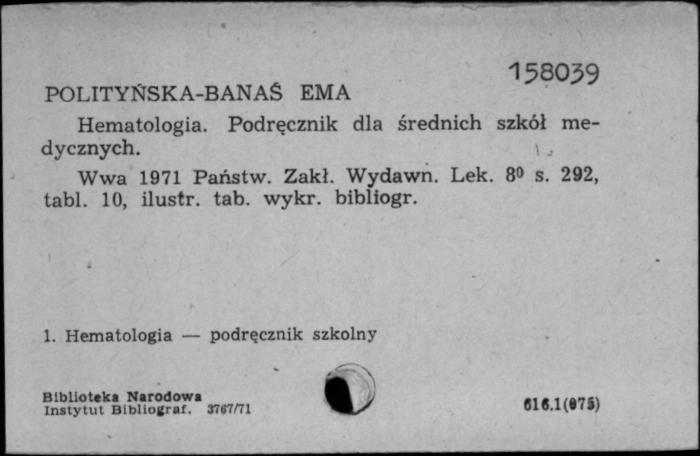 158039
POLITYŃSKA-BANAŚ EMA
Hematologia. Podręcznik dla średnich szkół me-
dycznych.
Wwa 1971 Państw. Zakł. Wydawn. Lek. 8⁰ s. 292,
tabl. 10, ilustr. tab. wykr. bibliogr.
1. Hematologia — podręcznik szkolny
Biblioteka Narodowa
Instytut Bibliograf. 3767/71
616.1(075)